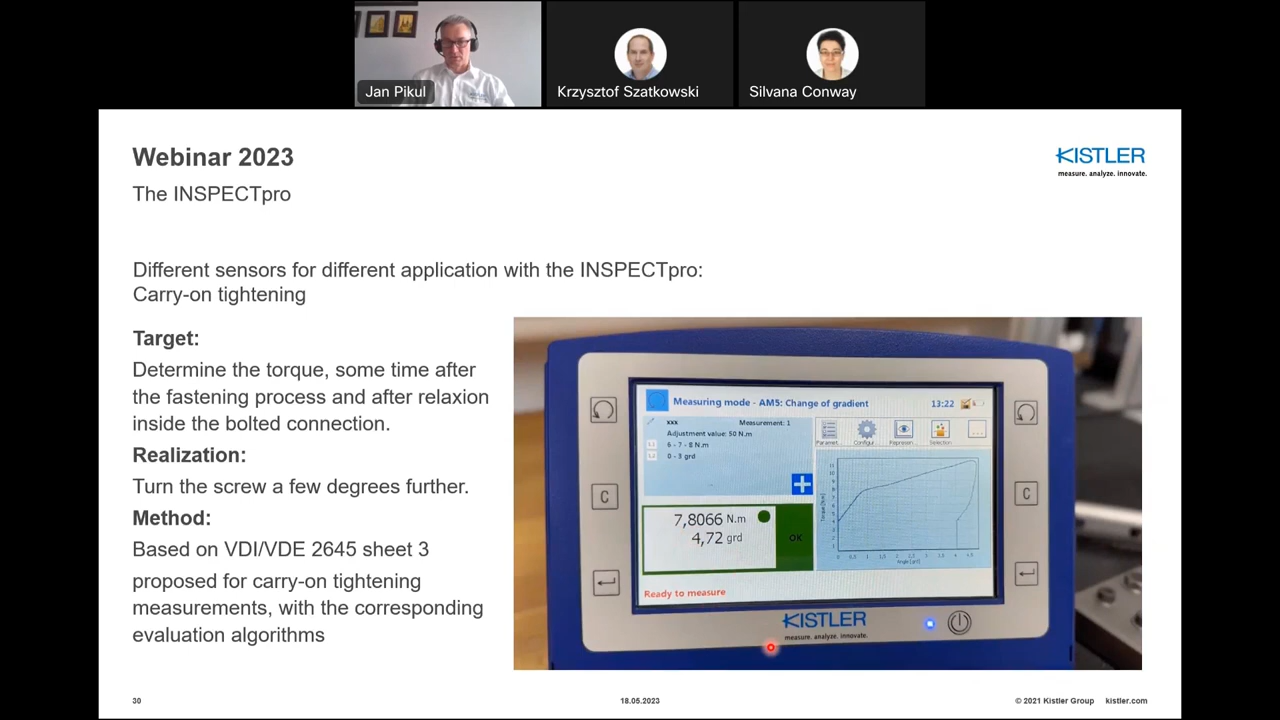 Jan Pikul
Krzysztof Szatkowski
Silvana Conway
Webinar 2023
The INSPECTpro
KISTLER
measure. analyze. innovate.
Different sensors for different application with the INSPECTpro:
Carry-on tightening
Target:
Determine the torque, some time after
the fastening process and after relaxion
inside the bolted connection.
Realization:
Turn the screw a few degrees further.
Method:
Based on VDI/VDE 2645 sheet 3
proposed for carry-on tightening
measurements, with the corresponding
evaluation algorithms
Measuring mode - AM5: Change of gradient
13:22
xxx
Measurement: 1
Adjustment value: 50 N.m
6 - 7 - 8 N.m
0 - 3 grd
Selection
7,8066 N.m
4,72 grd
OK
Ready to measure
C
C
KISTLER
measure. analyze. innovate.
30
18.05.2023
© 2021 Kistler Group
kistler.com